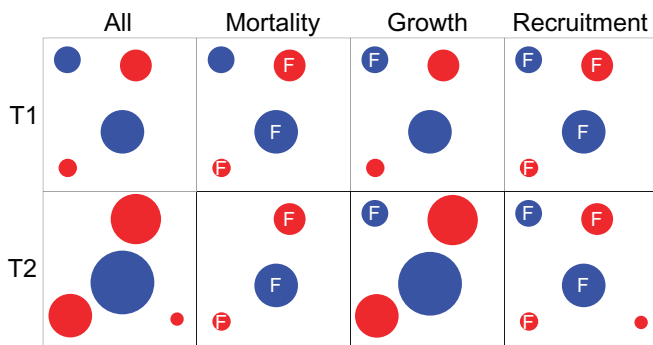 All Mortality Growth Recruitment
T1
F F F
F F F
F F
T2
F F F F
F F
F F